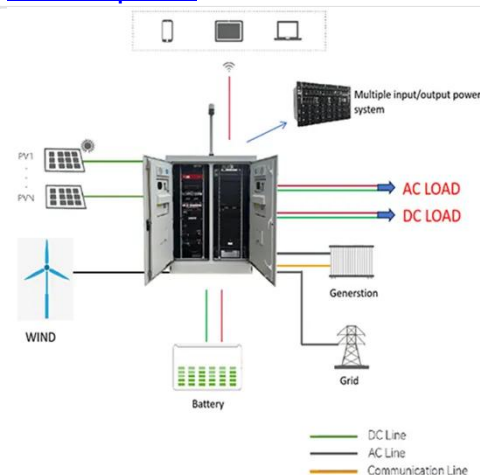 Multiple input/output power
system
PV1
PVN
AC LOAD
DC LOAD
Generstion
WIND
Grid
Battery
DC Line
AC Line
Communication Line